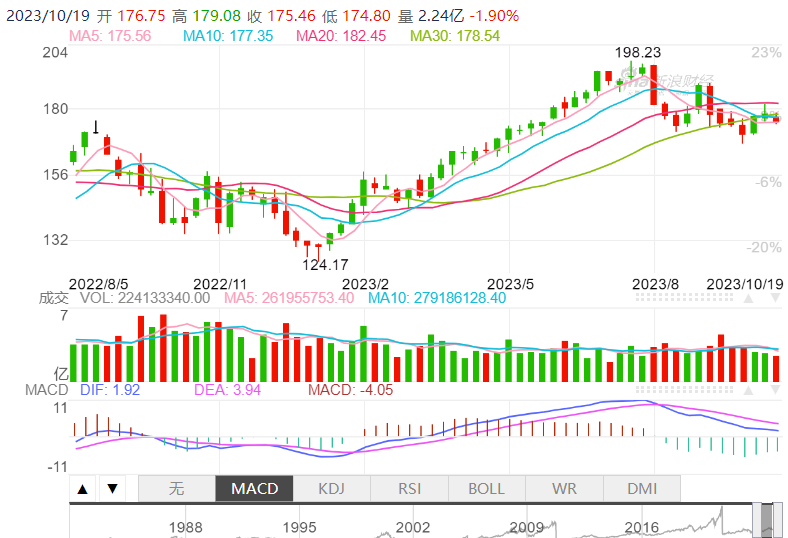 2023/10/19 开 176.75 高 179.08 收 175.46 低 174.80 量 2.24亿 -1.90%
MA5: 175.56 MA10: 177.35 MA20: 182.45 MA30: 178.54
204 198.23 23%
新浪财经
180
156 -6%
132 -20%
124.17
2022/8/5 2022/11 2023/2 2023/5 2023/8 2023/10/19
成交 VOL: 224133340.00 MA5: 261955753.40 MA10: 279186128.40
7
亿
MACD DIF: 1.92 DEA: 3.94 MACD: -4.05
11
-11
▲ ▼ 无 MACD KDJ RSI BOLL WR DMI
1988 1995 2002 2009 2016